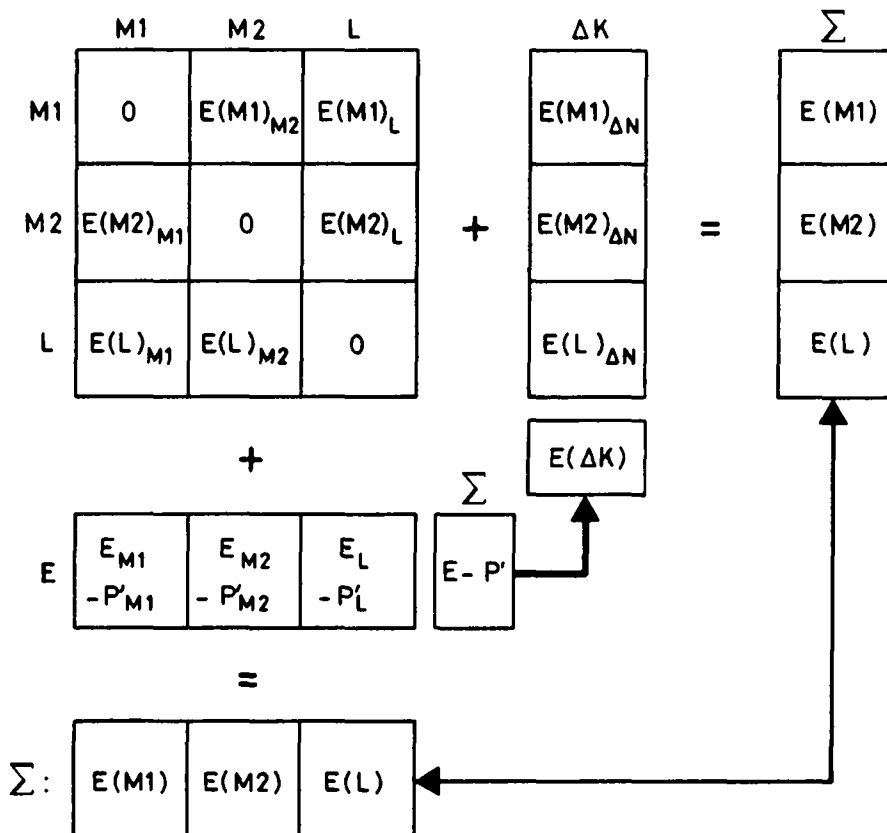 M1 M2 L ΔK Σ
M1 0 E(M1)M2 E(M1)L E(M1)ΔN E(M1)
M2 E(M2)M1 0 E(M2)L + E(M2)ΔN = E(M2)
L E(L)M1 E(L)M2 0 E(L)ΔN E(L)
+ E(ΔK)
Σ
E EM1 EM2 EL E-P'
-P'M1 -P'M2 -P'L
=
Σ: E(M1) E(M2) E(L)